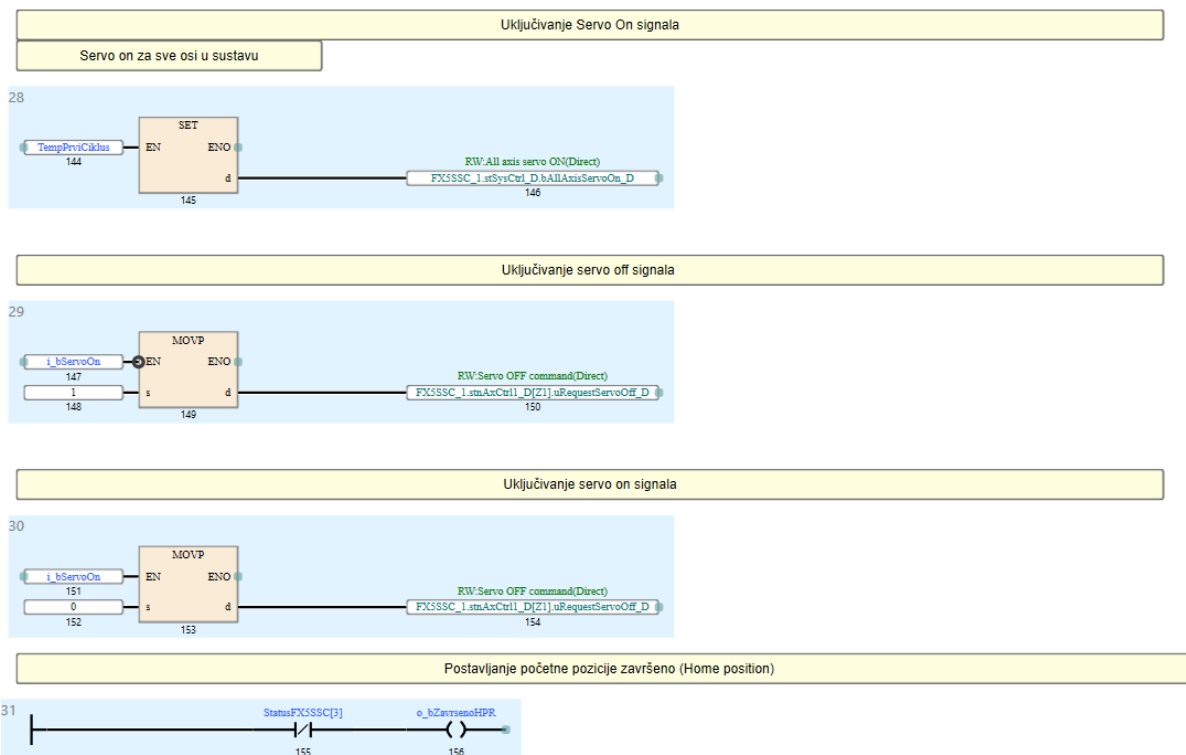 Uključivanje Servo On signala
Servo on za sve osi u sustavu
28
SET
TempPrviCiklus
EN ENO
144
RW:All axis servo ON(Direct)
d
FX5SSC_1.stSysCtrl_D.bAllAxisServoOn_D
145
146
Uključivanje servo off signala
29
MOVP
i_bServoOn
EN ENO
147
RW:Servo OFF command(Direct)
1
s d
FX5SSC_1.stnAxCtrl1_D[Z1].uRequestServoOff_D
148
149
150
Uključivanje servo on signala
30
MOVP
i_bServoOn
EN ENO
151
RW:Servo OFF command(Direct)
0
s d
FX5SSC_1.stnAxCtrl1_D[Z1].uRequestServoOff_D
152
153
154
Postavljanje početne pozicije završeno (Home position)
31
StatusFX5SSC[3] o_bZavrsenoHPR
155 156